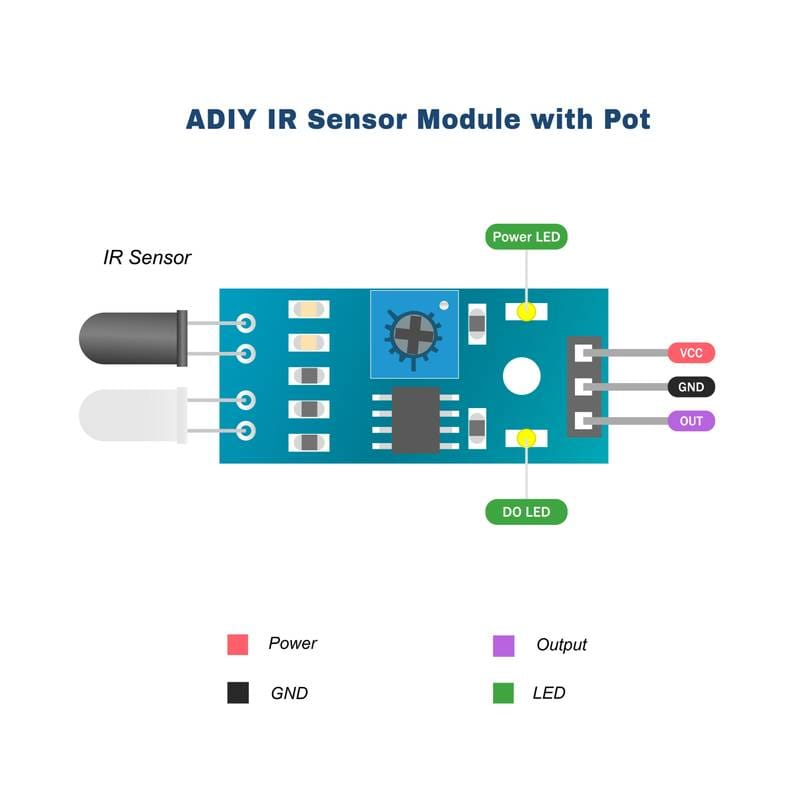 ADIY IR Sensor Module with Pot
Power LED
IR Sensor
VCC
GND
OUT
DO LED
Power
Output
GND
LED